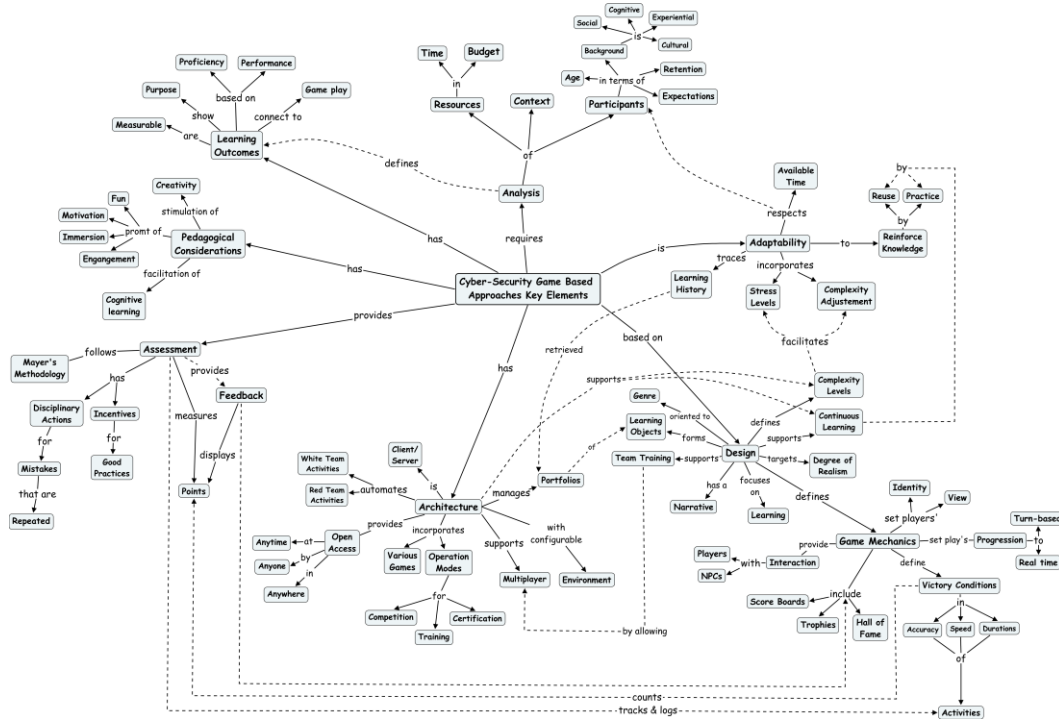 Cognitive
Social
Experiential
is
Background
Cultural
Time
Budget
in
Resources
Context
Age
in terms of
Retention
Participants
Expectations
of
Proficiency
Performance
Purpose
based on
Game play
show
connect to
Measurable
are
Learning
Outcomes
defines
Analysis
requires
Available
Time
respects
by
Reuse
Practice
by
Adaptability
to
Reinforce
Knowledge
is
traces
incorporates
Learning
History
Stress
Levels
Complexity
Adjustement
Creativity
Fun
stimulation of
Motivation
promt of
Pedagogical
Considerations
Immersion
Engangement
facilitation of
Cognitive
learning
has
has
Cyber-Security Game Based
Approaches Key Elements
provides
has
based on
retrieved
facilitates
supports
Mayer's
Methodology
follows
Assessment
provides
has
Feedback
Disciplinary
Actions
Incentives
measures
for
for
displays
Mistakes
Good
Practices
that are
Points
Repeated
Complexity
Levels
Genre
oriented to
Learning
Objects
defines
Continuous
Learning
forms
supports
Design
of
Team Training
supports
targets
Degree of
Realism
has a
focuses
on
Narrative
Learning
defines
White Team
Activities
Client/
Server
is
Red Team
Activities
automates
Portfolios
manages
Architecture
provides
incorporates
Anytime
at
Open
Access
Anyone
by
in
Anywhere
Various
Games
Operation
Modes
supports
with
configurable
Multiplayer
Environment
for
Competition
Certification
Training
by allowing
Identity
View
set players'
Game Mechanics
set play's
Progression
Turn-based
to
Real time
provide
Interaction
Players
with
NPCs
define
Victory Conditions
include
Score Boards
Trophies
Hall of
Fame
in
Accuracy
Speed
Durations
of
counts
tracks & logs
Activities